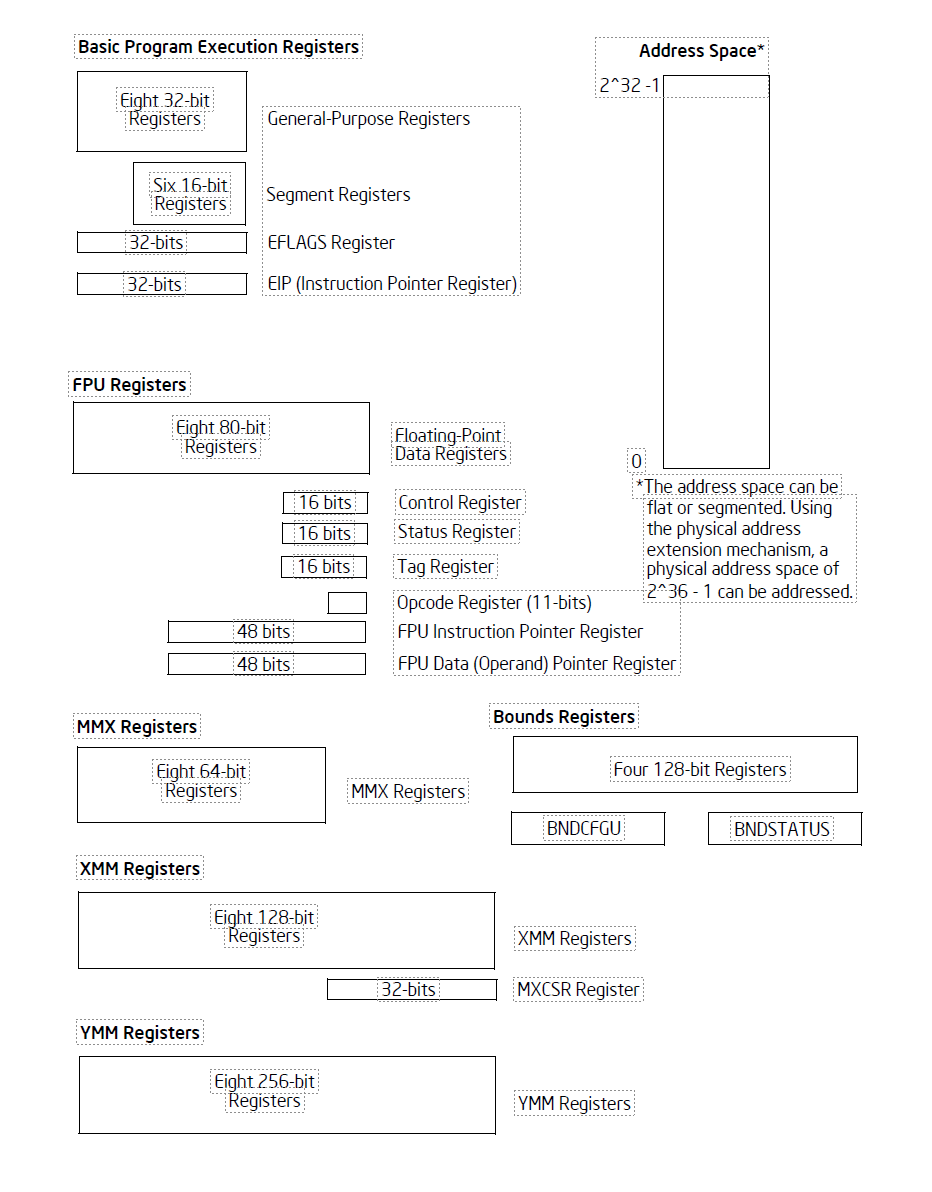 Basic Program Execution Registers
Address Space*
2^32 -1
Eight 32-bit
Registers
General-Purpose Registers
Six 16-bit
Registers
Segment Registers
32-bits
EFLAGS Register
32-bits
EIP (Instruction Pointer Register)
FPU Registers
Eight 80-bit
Registers
Floating-Point
Data Registers
0
*The address space can be
flat or segmented. Using
the physical address
extension mechanism, a
physical address space of
2^36 - 1 can be addressed.
16 bits
Control Register
16 bits
Status Register
16 bits
Tag Register
Opcode Register (11-bits)
48 bits
FPU Instruction Pointer Register
48 bits
FPU Data (Operand) Pointer Register
MMX Registers
Eight 64-bit
Registers
MMX Registers
Bounds Registers
Four 128-bit Registers
BNDCFGU
BNDSTATUS
XMM Registers
Eight 128-bit
Registers
XMM Registers
32-bits
MXCSR Register
YMM Registers
Eight 256-bit
Registers
YMM Registers